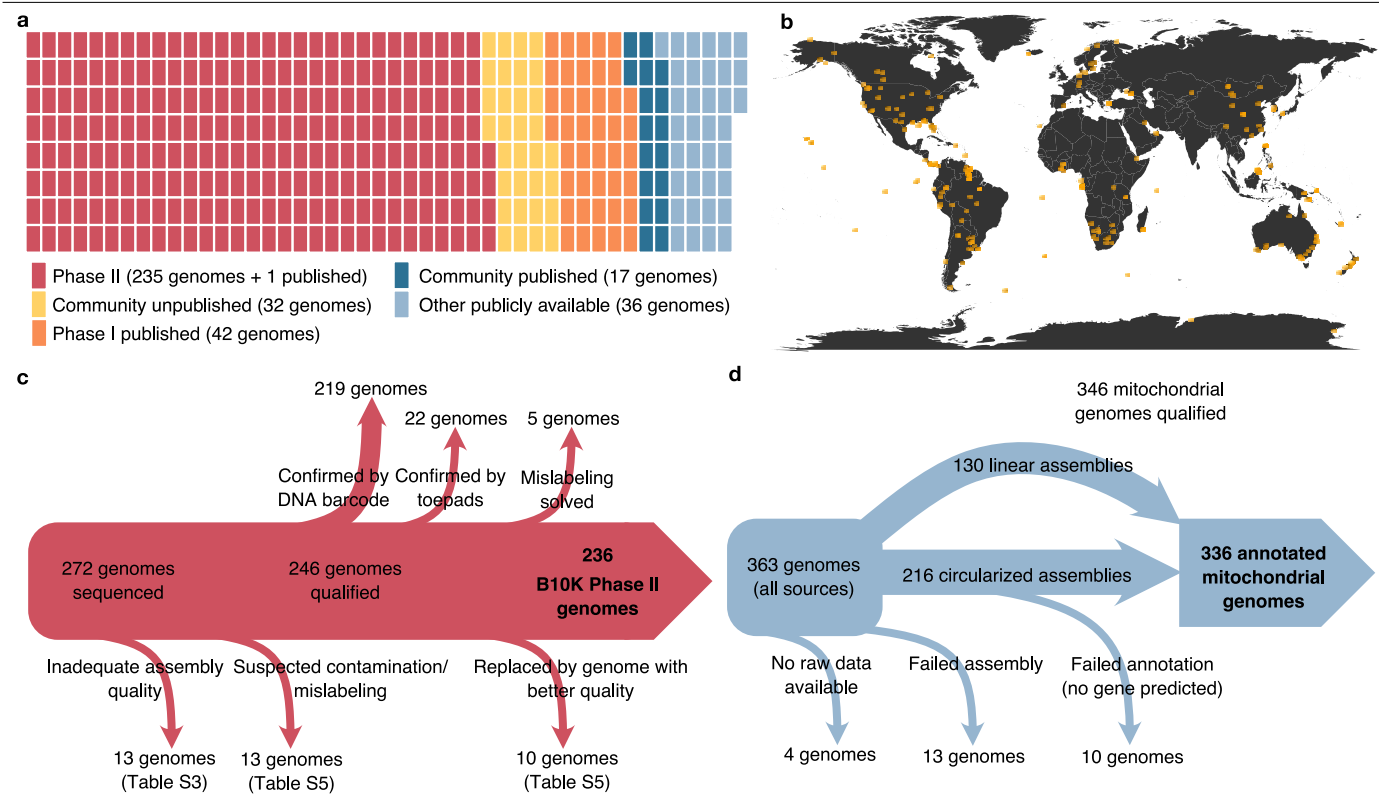 a
Phase II (235 genomes + 1 published)
Community unpublished (32 genomes)
Phase I published (42 genomes)
Community published (17 genomes)
Other publicly available (36 genomes)
b
c
219 genomes
22 genomes
5 genomes
Confirmed by
DNA barcode
Confirmed by
toepads
Mislabeling
solved
272 genomes
sequenced
246 genomes
qualified
236
B10K Phase II
genomes
Inadequate assembly
quality
Suspected contamination/
mislabeling
Replaced by genome with
better quality
13 genomes
(Table S3)
13 genomes
(Table S5)
10 genomes
(Table S5)
d
346 mitochondrial
genomes qualified
130 linear assemblies
363 genomes
(all sources)
216 circularized assemblies
336 annotated
mitochondrial
genomes
No raw data
available
Failed assembly
Failed annotation
(no gene predicted)
4 genomes
13 genomes
10 genomes